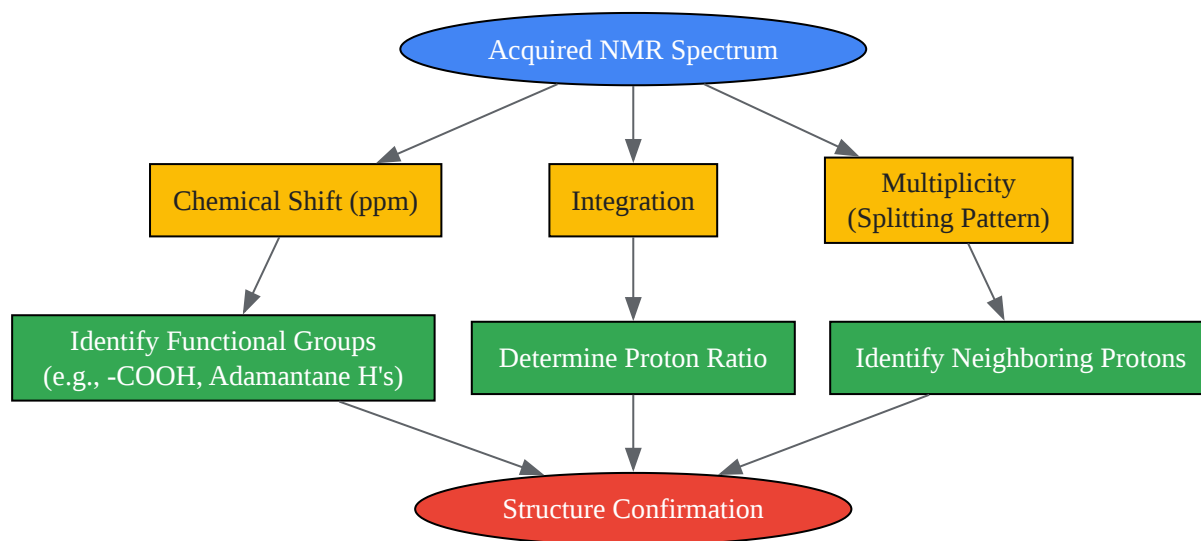 Acquired NMR Spectrum
Chemical Shift (ppm)
Integration
Multiplicity
(Splitting Pattern)
Identify Functional Groups
(e.g., -COOH, Adamantane H's)
Determine Proton Ratio
Identify Neighboring Protons
Structure Confirmation